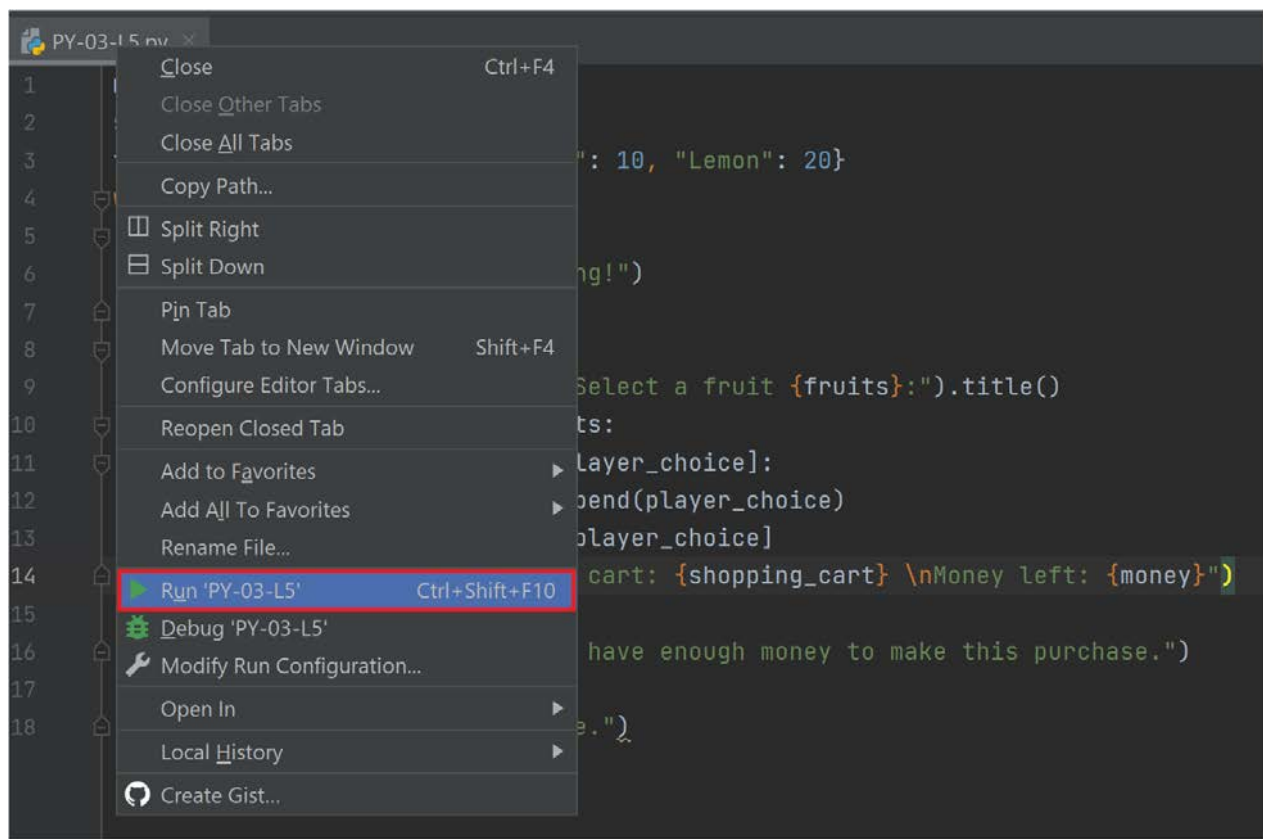 PY-03-L5.py
Close Ctrl+F4
Close Other Tabs
Close All Tabs
Copy Path...
Split Right
Split Down
Pin Tab
Move Tab to New Window Shift+F4
Configure Editor Tabs...
Reopen Closed Tab
Add to Favorites
Add All To Favorites
Rename File...
Run 'PY-03-L5' Ctrl+Shift+F10
Debug 'PY-03-L5'
Modify Run Configuration...
Open In
Local History
Create Gist...
1
2
3 ": 10, "Lemon": 20}
4
5
6 ng!")
7
8
9 Select a fruit {fruits}:").title()
10 ts:
11 layer_choice]:
12 pend(player_choice)
13 player_choice]
14 cart: {shopping_cart} \nMoney left: {money}")
15
16 have enough money to make this purchase.")
17
18 e.")